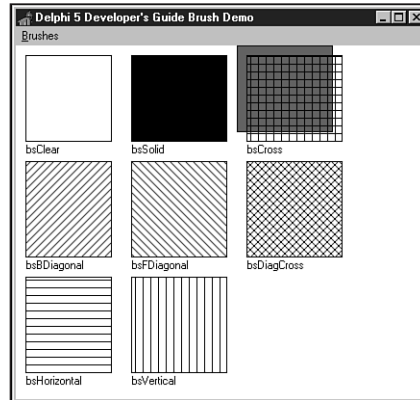 Delphi 5 Developer's Guide Brush Demo
Brushes
bsClear
bsSolid
bsCross
bsBDiagonal
bsFDiagonal
bsDiagCross
bsHorizontal
bsVertical